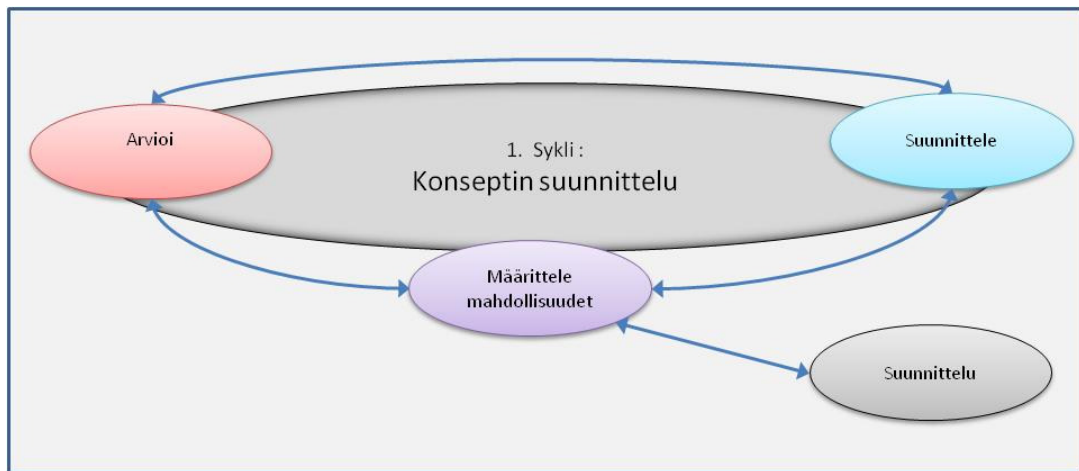 Arvioi
Suunnittele
1. Sykli :
Konseptin suunnittelu
Määrittele
mahdollisuudet
Suunnittelu